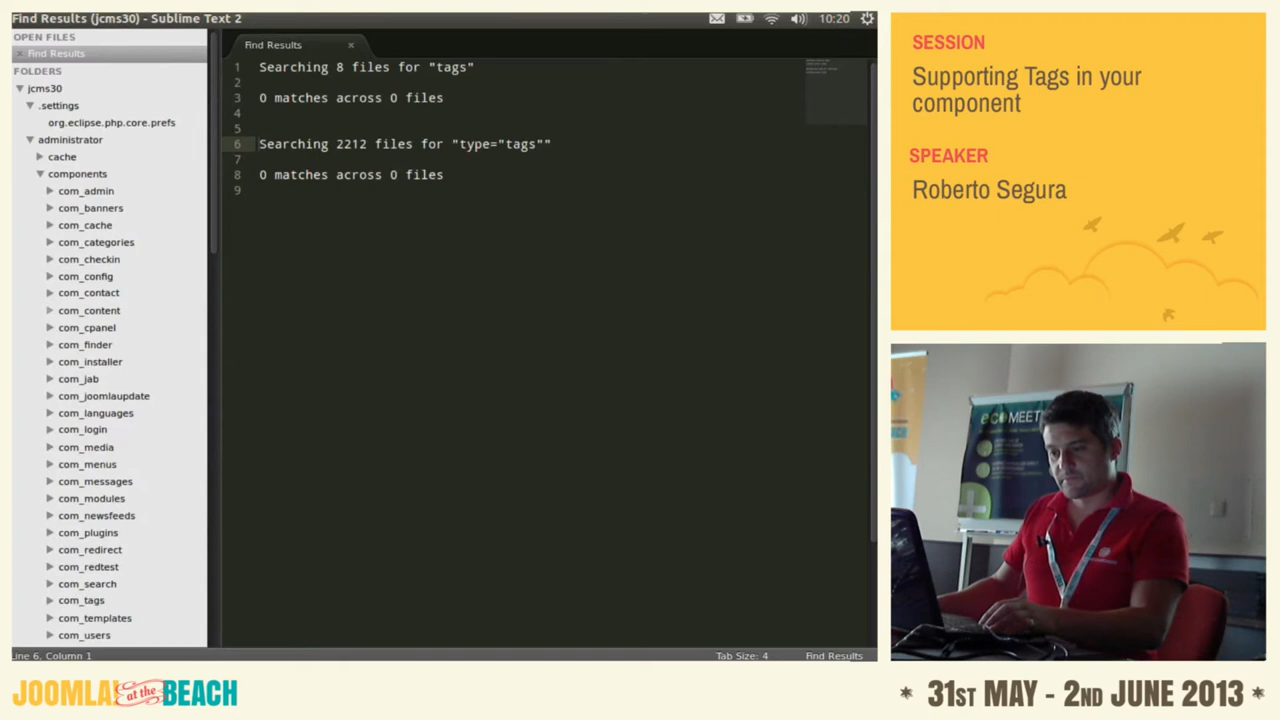 Find Results (jcms30) - Sublime Text 2
10:20
OPEN FILES
Find Results
FOLDERS
jcms30
.settings
org.eclipse.php.core.prefs
administrator
cache
components
com_admin
com_banners
com_cache
com_categories
com_checkin
com_config
com_contact
com_content
com_cpanel
com_finder
com_installer
com_jab
com_joomlaupdate
com_languages
com_login
com_media
com_menus
com_messages
com_modules
com_newsfeeds
com_plugins
com_redirect
com_redtest
com_search
com_tags
com_templates
com_users
Find Results
1 Searching 8 files for "tags"
2
3 0 matches across 0 files
4
5
6 Searching 2212 files for "type="tags""
7
8 0 matches across 0 files
9
Line 6, Column 1
Tab Size: 4
Find Results
SESSION
Supporting Tags in your
component
SPEAKER
Roberto Segura
JOOMLA! at the BEACH
* 31ST MAY - 2ND JUNE 2013 *